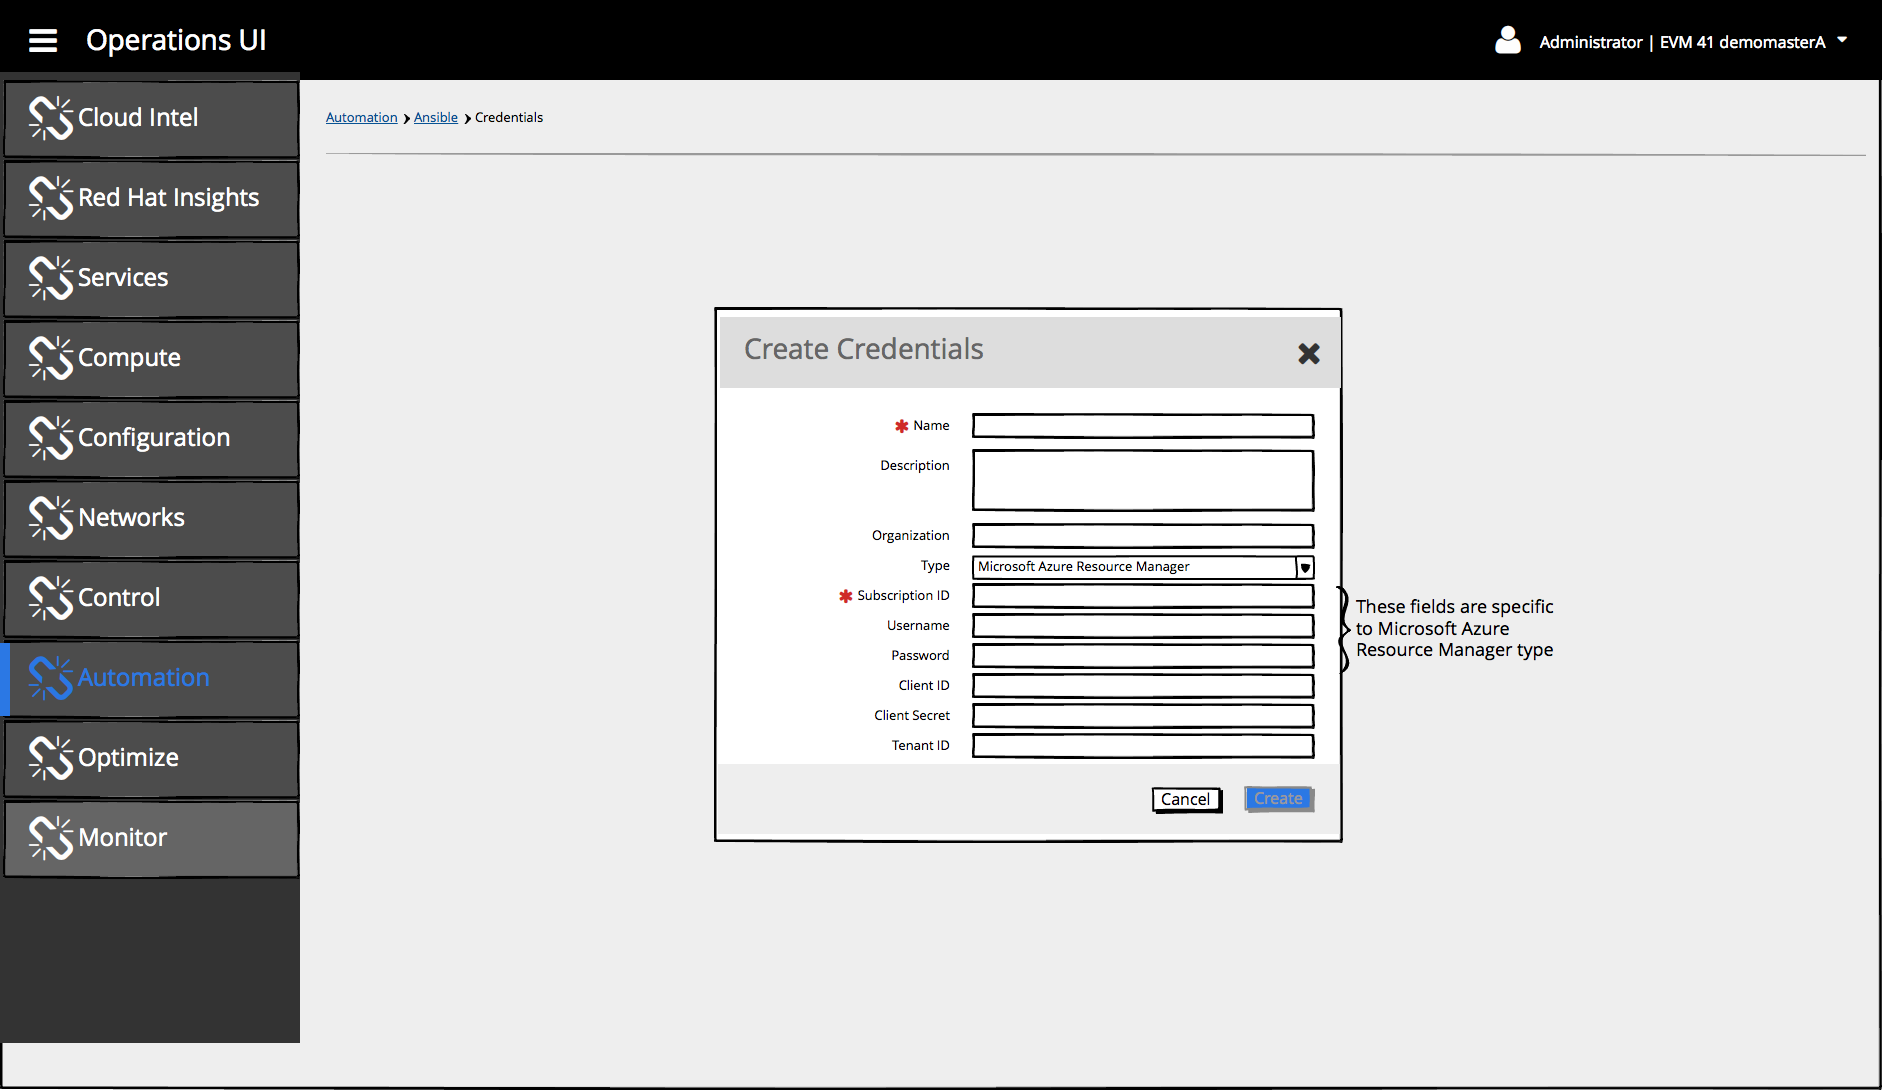 Operations UI
Administrator | EVM 41 demomasterA
Cloud Intel
Red Hat Insights
Services
Compute
Configuration
Networks
Control
Automation
Optimize
Monitor
Automation > Ansible > Credentials
Create Credentials
* Name
Description
Organization
Type Microsoft Azure Resource Manager
* Subscription ID
Username
Password
Client ID
Client Secret
Tenant ID
Cancel Create
These fields are specific
to Microsoft Azure
Resource Manager type